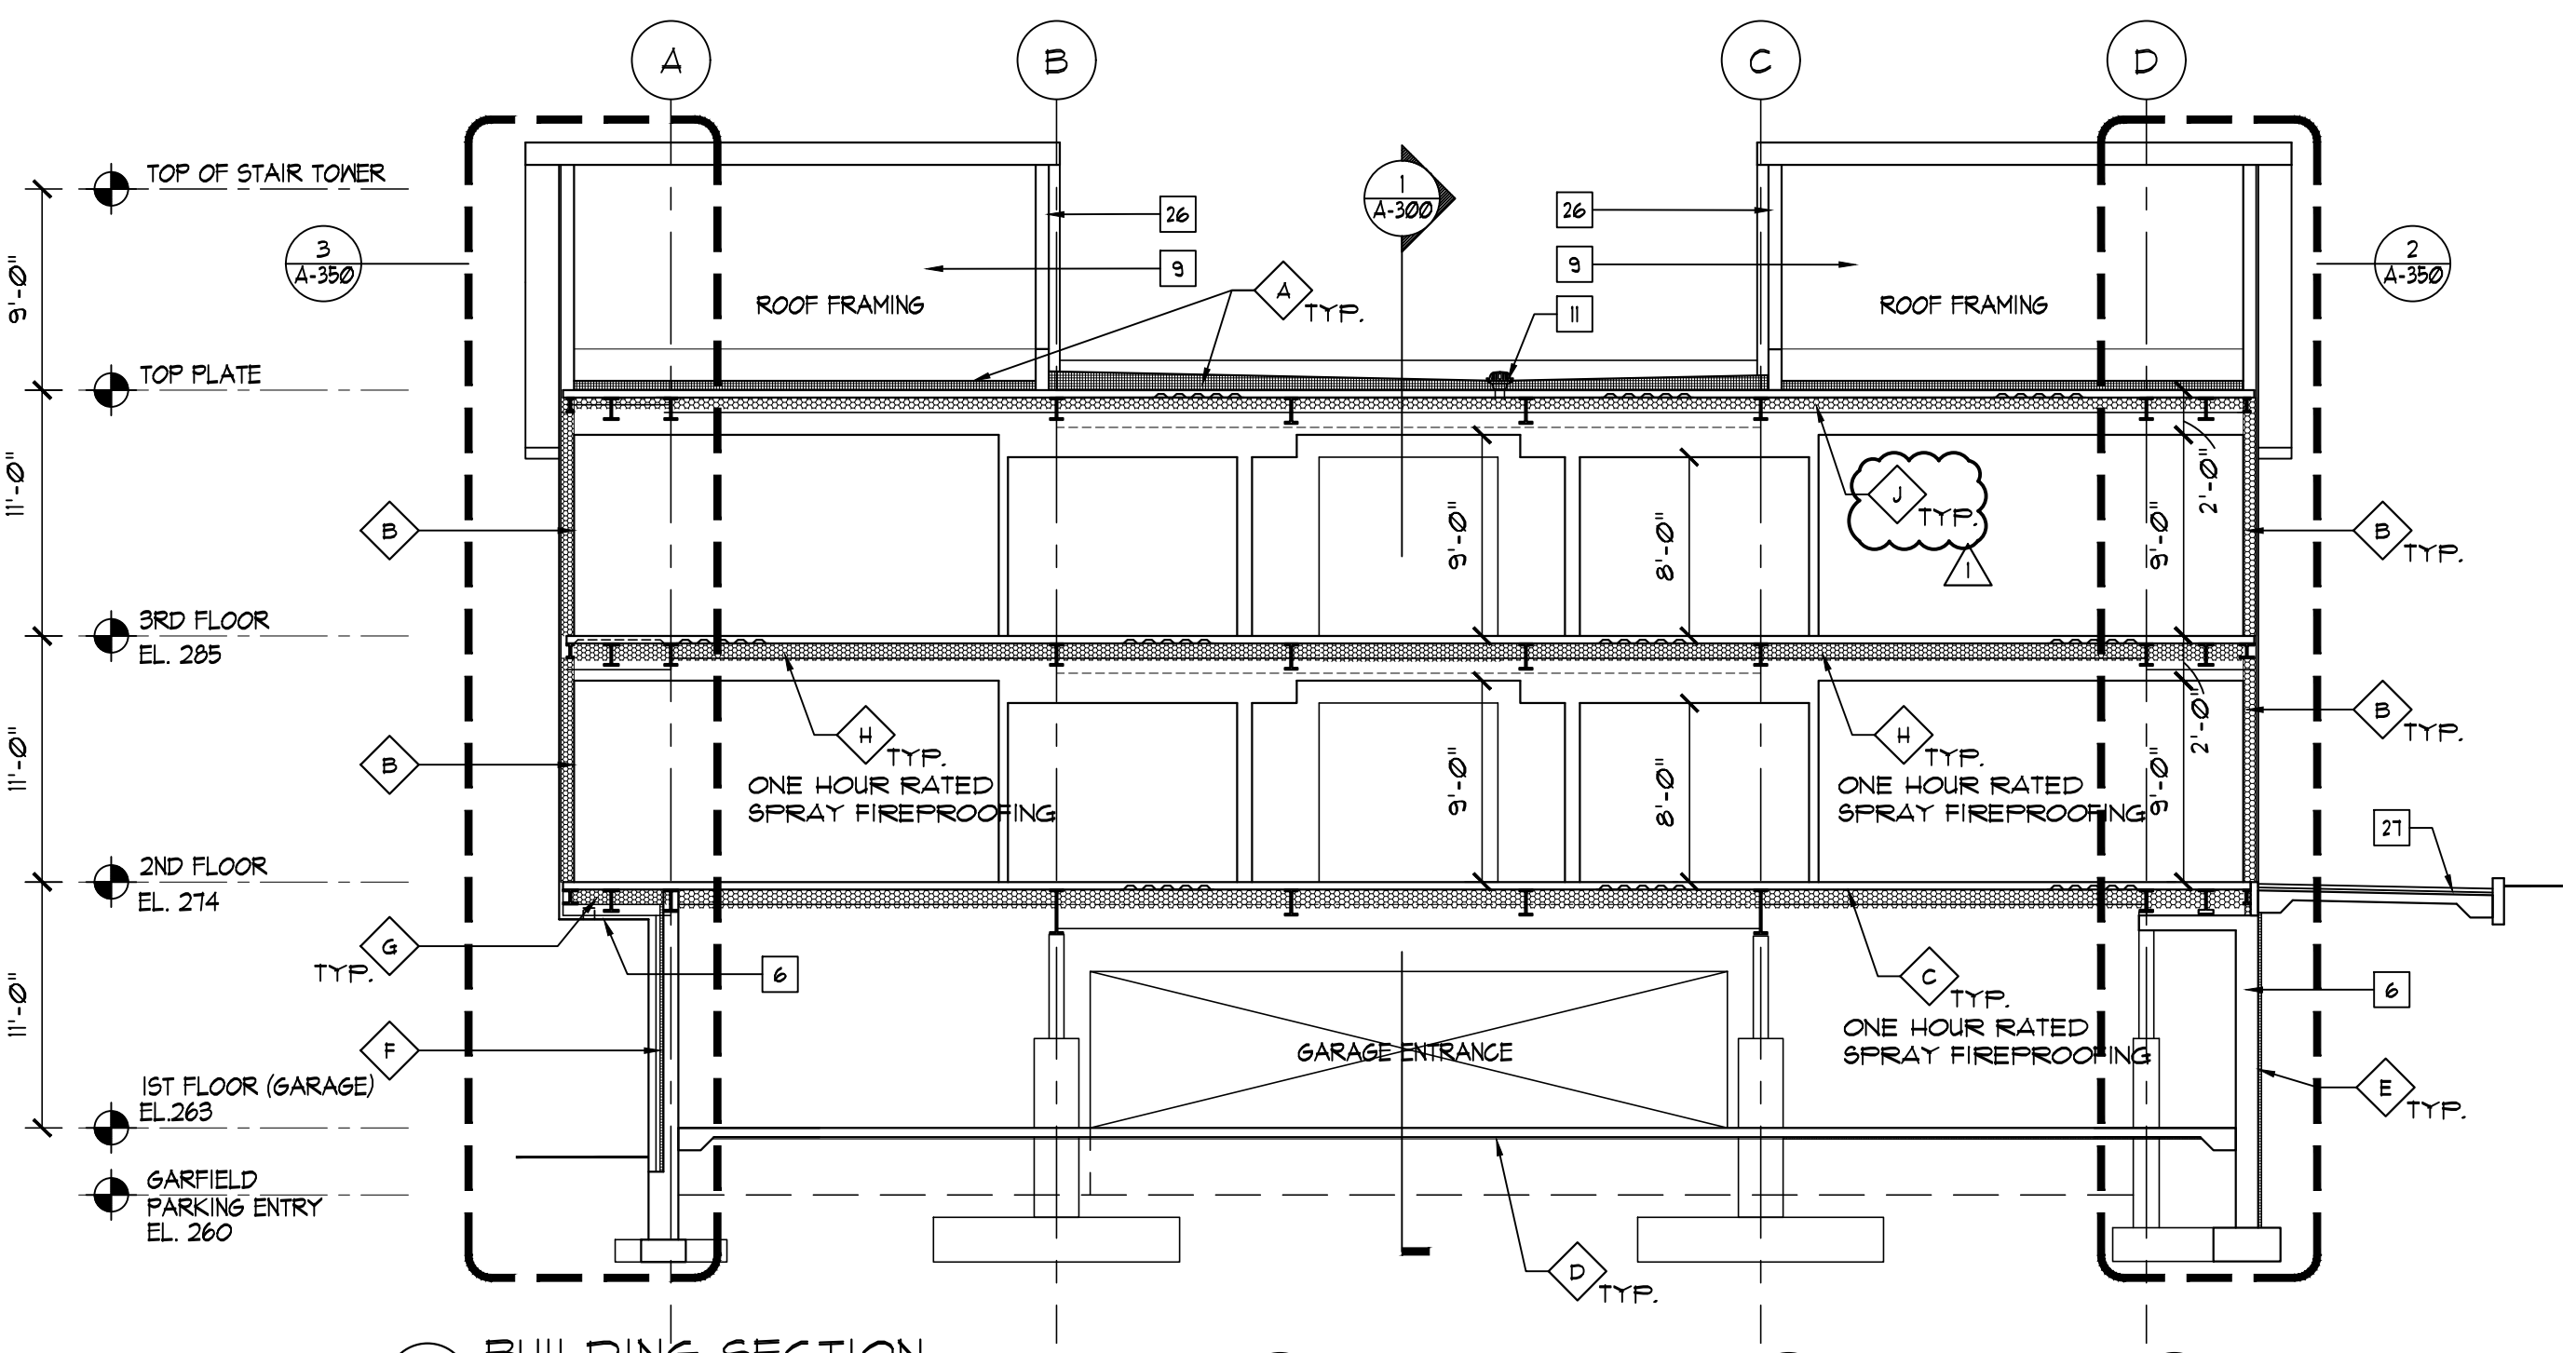 A
B
C
D
TOP OF STAIR TOWER
26
1
A-300
26
3
A-350
9
9
2
A-350
9'-0"
ROOF FRAMING
A
TYP.
11
ROOF FRAMING
TOP PLATE
11'-0"
2'-0"
J
TYP.
B
9'-0"
8'-0"
9'-0"
B
TYP.
1
3RD FLOOR
EL. 285
11'-0"
H
TYP.
ONE HOUR RATED
SPRAY FIREPROOFING
H
TYP.
ONE HOUR RATED
SPRAY FIREPROOFING
2'-0"
B
TYP.
B
9'-0"
8'-0"
9'-0"
27
2ND FLOOR
EL. 274
G
TYP.
6
C
TYP.
ONE HOUR RATED
SPRAY FIREPROOFING
6
11'-0"
F
GARAGE ENTRANCE
E
TYP.
1ST FLOOR (GARAGE)
EL.263
GARFIELD
PARKING ENTRY
EL. 260
D
TYP.
BUILDING SECTION